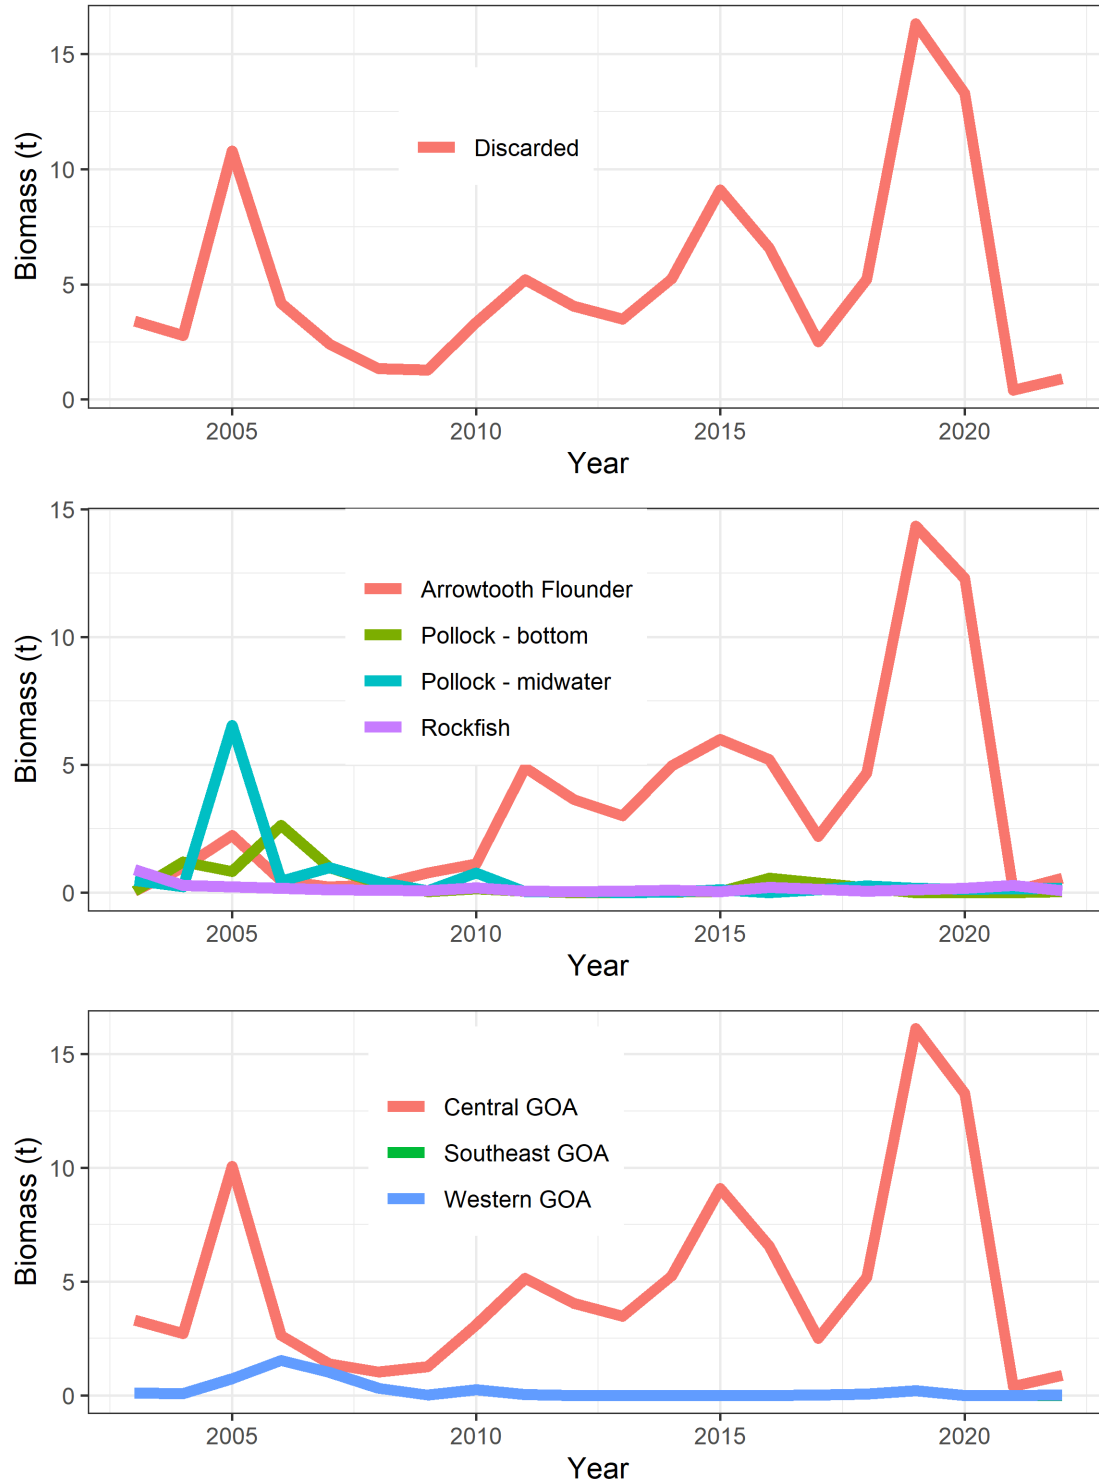 15
10
5
0
Biomass (t)
Discarded
2005 2010 2015 2020
Year
15
10
5
0
Biomass (t)
Arrowtooth Flounder
Pollock - bottom
Pollock - midwater
Rockfish
2005 2010 2015 2020
Year
15
10
5
0
Biomass (t)
Central GOA
Southeast GOA
Western GOA
2005 2010 2015 2020
Year